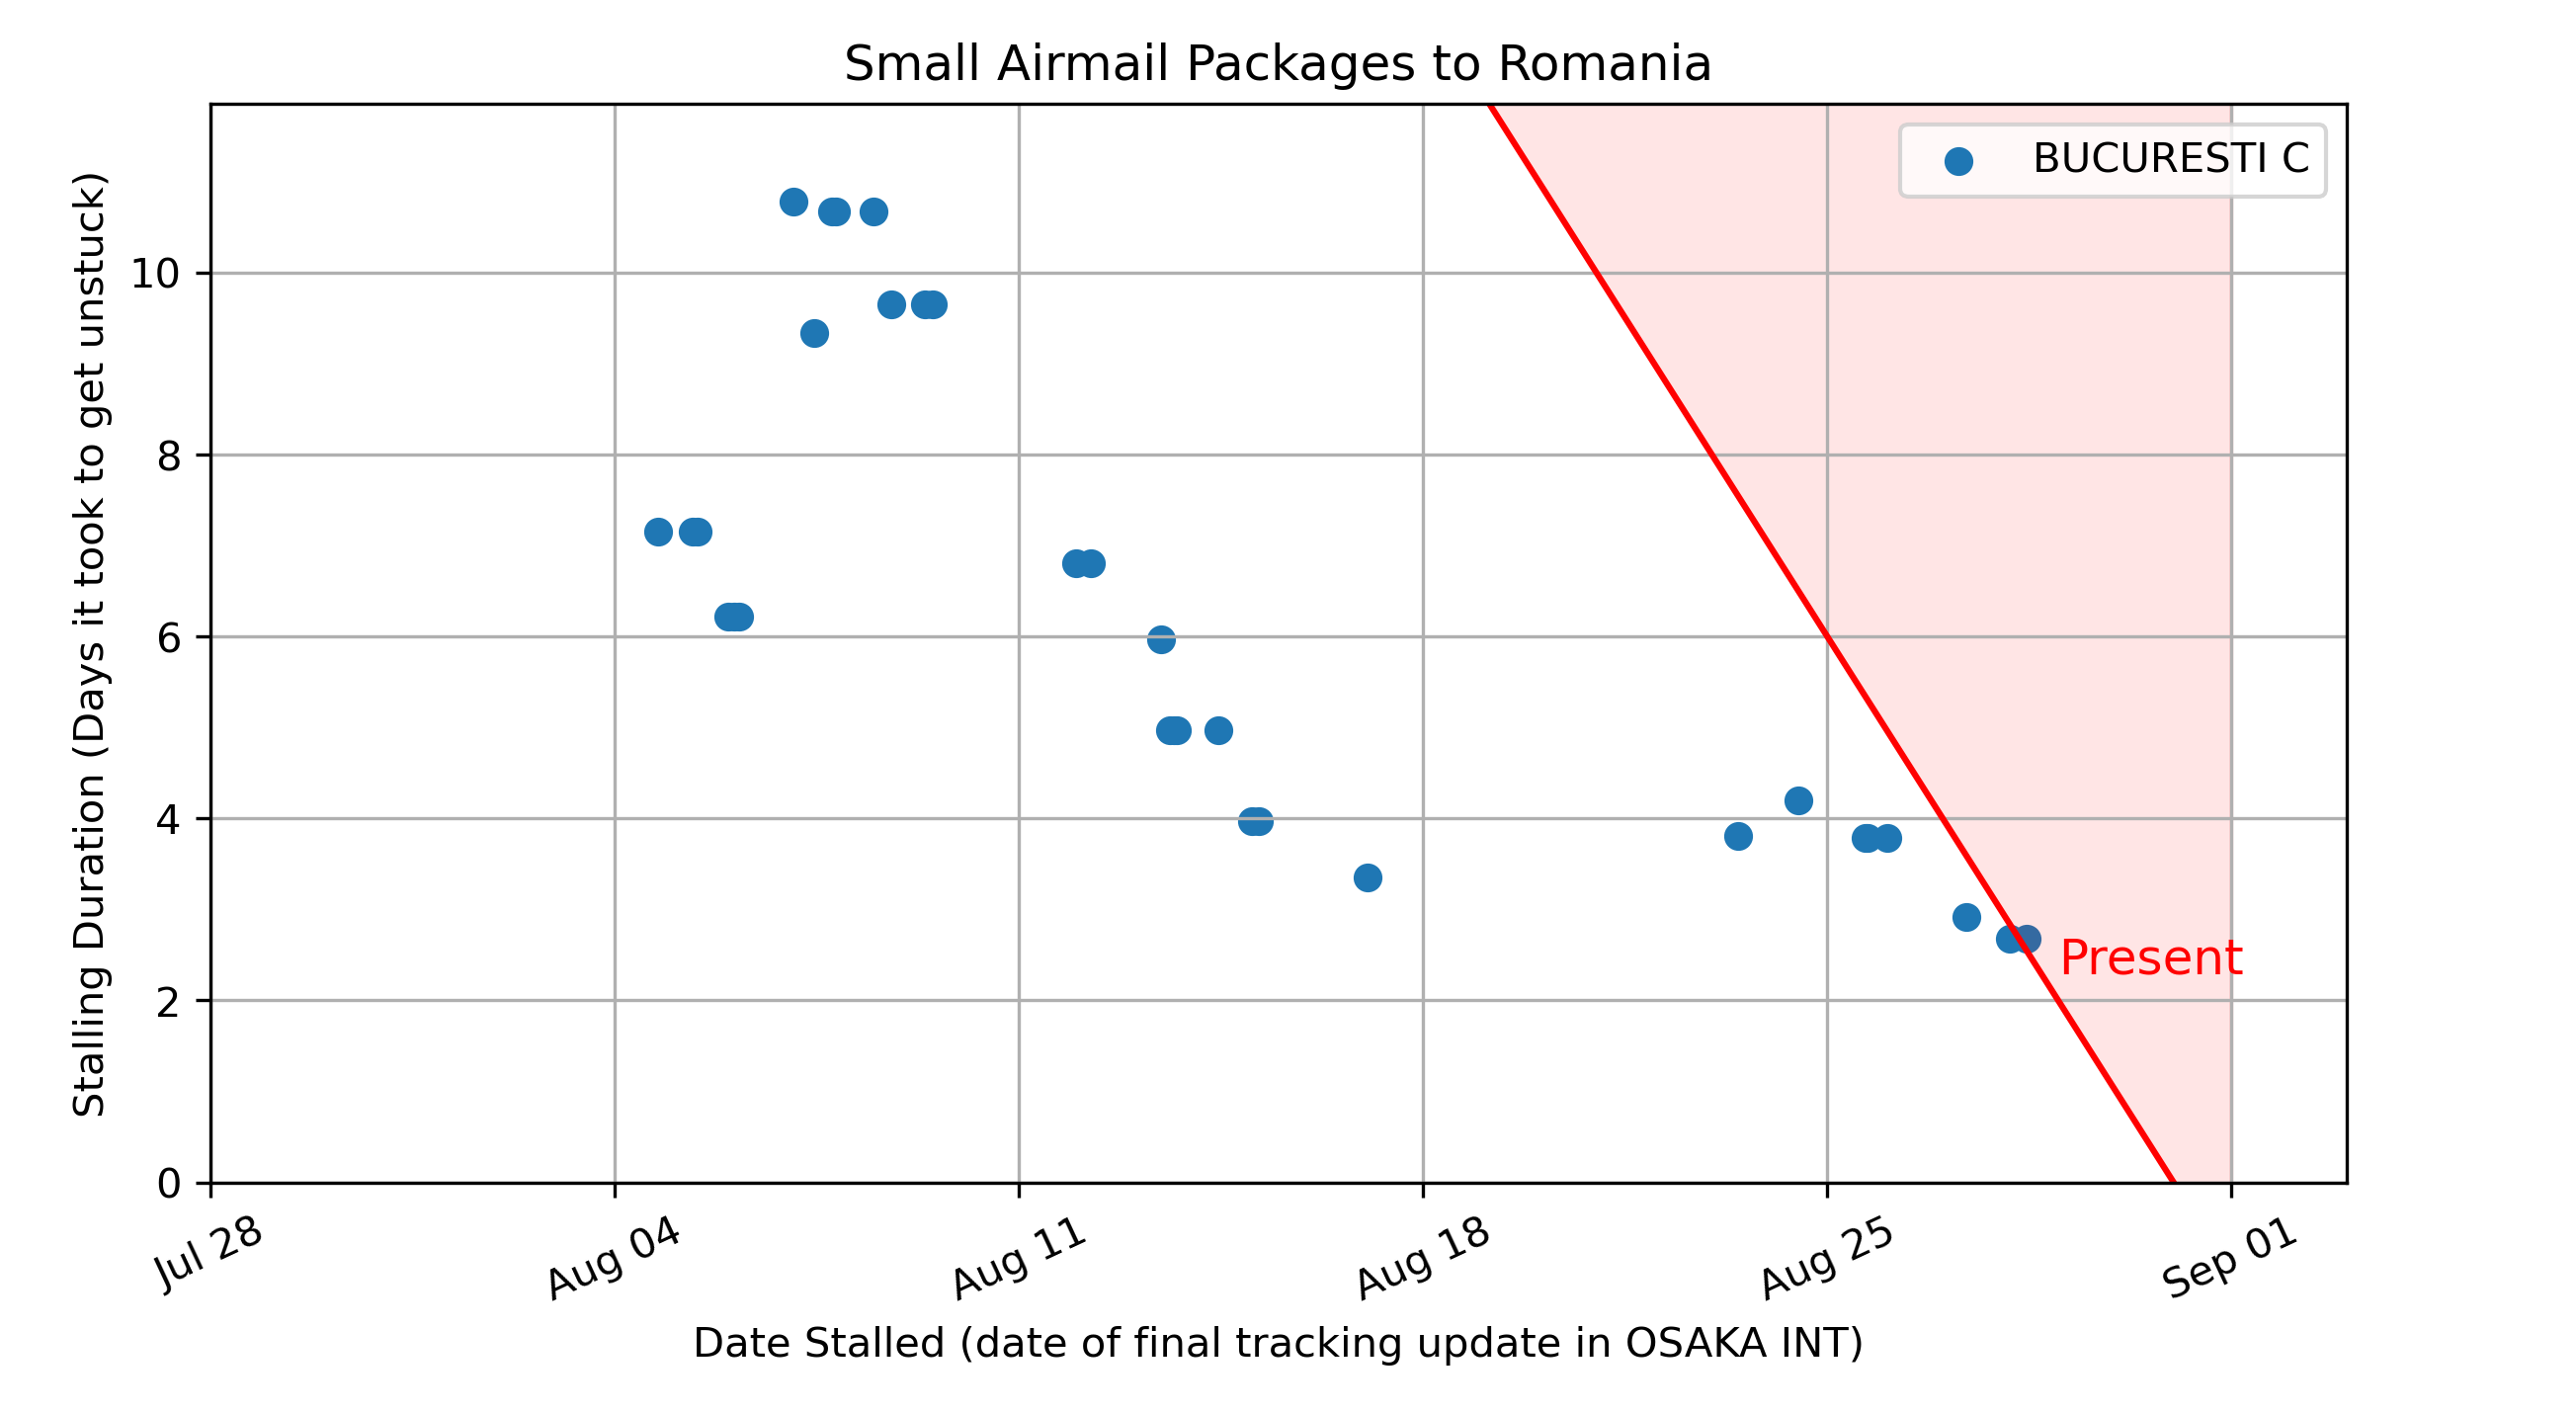 Small Airmail Packages to Romania
BUCURESTI C
Stalling Duration (Days it took to get unstuck)
10
8
6
4
2
0
Present
Jul 28
Aug 04
Aug 11
Aug 18
Aug 25
Sep 01
Date Stalled (date of final tracking update in OSAKA INT)